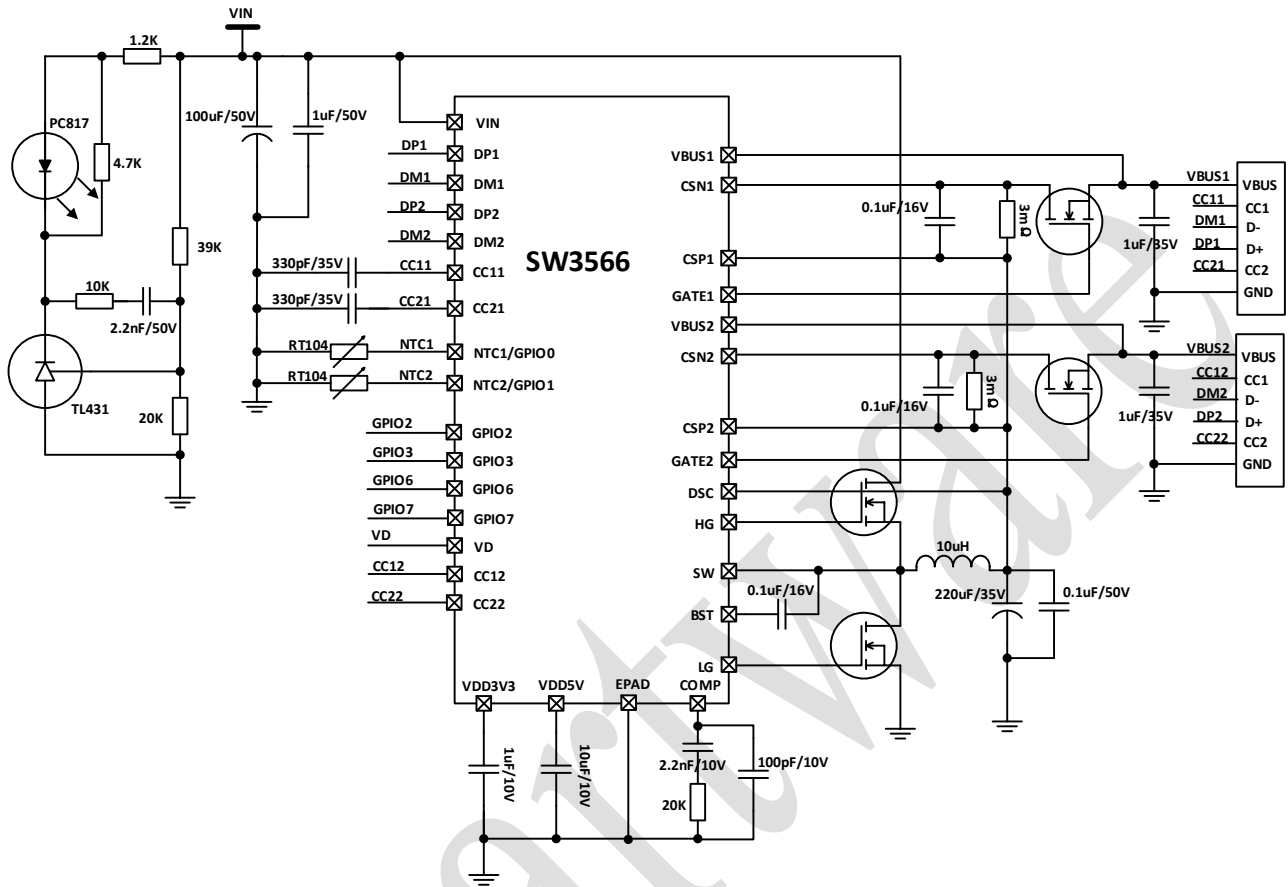 VIN
1.2K
PC817
4.7K
39K
10K
2.2nF/50V
TL431
20K
100uF/50V
1uF/50V
330pF/35V
CC11
330pF/35V
CC21
RT104
NTC1
RT104
NTC2
DP1
DM1
DP2
DM2
GPIO2
GPIO3
GPIO6
GPIO7
VD
CC12
CC22
SW3566
VIN
DP1
DM1
DP2
DM2
CC11
CC21
NTC1/GPIO0
NTC2/GPIO1
GPIO2
GPIO3
GPIO6
GPIO7
VD
CC12
CC22
VBUS1
CSN1
CSP1
GATE1
VBUS2
CSN2
CSP2
GATE2
DSC
HG
SW
BST
LG
VDD3V3
VDD5V
EPAD
COMP
1uF/10V
10uF/10V
2.2nF/10V
100pF/10V
20K
0.1uF/16V
3mΩ
1uF/35V
VBUS1
CC11
DM1
DP1
CC21
VBUS
CC1
D-
D+
CC2
GND
0.1uF/16V
3mΩ
1uF/35V
VBUS2
CC12
DM2
DP2
CC22
VBUS
CC1
D-
D+
CC2
GND
10uH
0.1uF/16V
220uF/35V
0.1uF/50V
artware